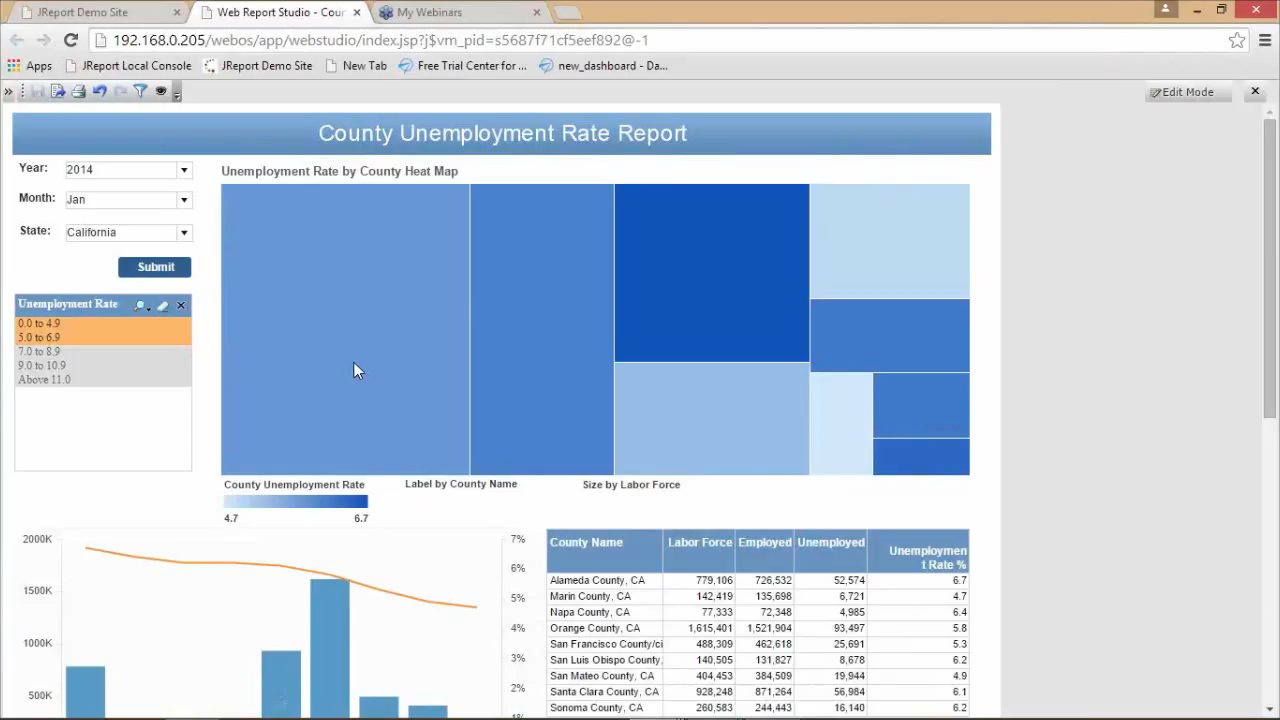 JReport Demo Site
Web Report Studio - Cour
My Webinars
192.168.0.205/webos/app/webstudio/index.jsp?j$vm_pid=s5687f71cf5eef892@-1
Apps
JReport Local Console
JReport Demo Site
New Tab
Free Trial Center for ...
new_dashboard - Da...
Edit Mode
County Unemployment Rate Report
Year: 2014
Month: Jan
State: California
Submit
Unemployment Rate
0.0 to 4.9
5.0 to 6.9
7.0 to 8.9
9.0 to 10.9
Above 11.0
Unemployment Rate by County Heat Map
County Unemployment Rate
4.7 6.7
Label by County Name
Size by Labor Force
2000K
1500K
1000K
500K
7%
6%
5%
4%
3%
2%
1%
County Name Labor Force Employed Unemployed Unemploymen
t Rate %
Alameda County, CA 779,106 726,532 52,574 6.7
Marin County, CA 142,419 135,698 6,721 4.7
Napa County, CA 77,333 72,348 4,985 6.4
Orange County, CA 1,615,401 1,521,904 93,497 5.8
San Francisco County/ci 488,309 462,618 25,691 5.3
San Luis Obispo County, 140,505 131,827 8,678 6.2
San Mateo County, CA 404,453 384,509 19,944 4.9
Santa Clara County, CA 928,248 871,264 56,984 6.1
Sonoma County, CA 260,583 244,443 16,140 6.2